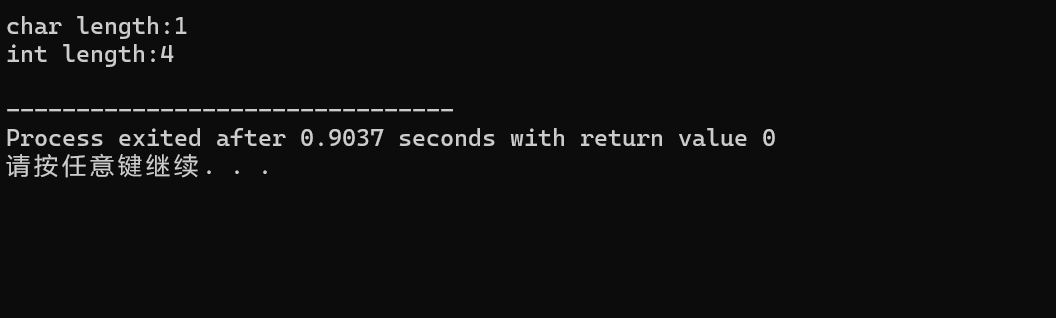 char length:1
int length:4
--------------------------------
Process exited after 0.9037 seconds with return value 0
请按任意键继续. . .